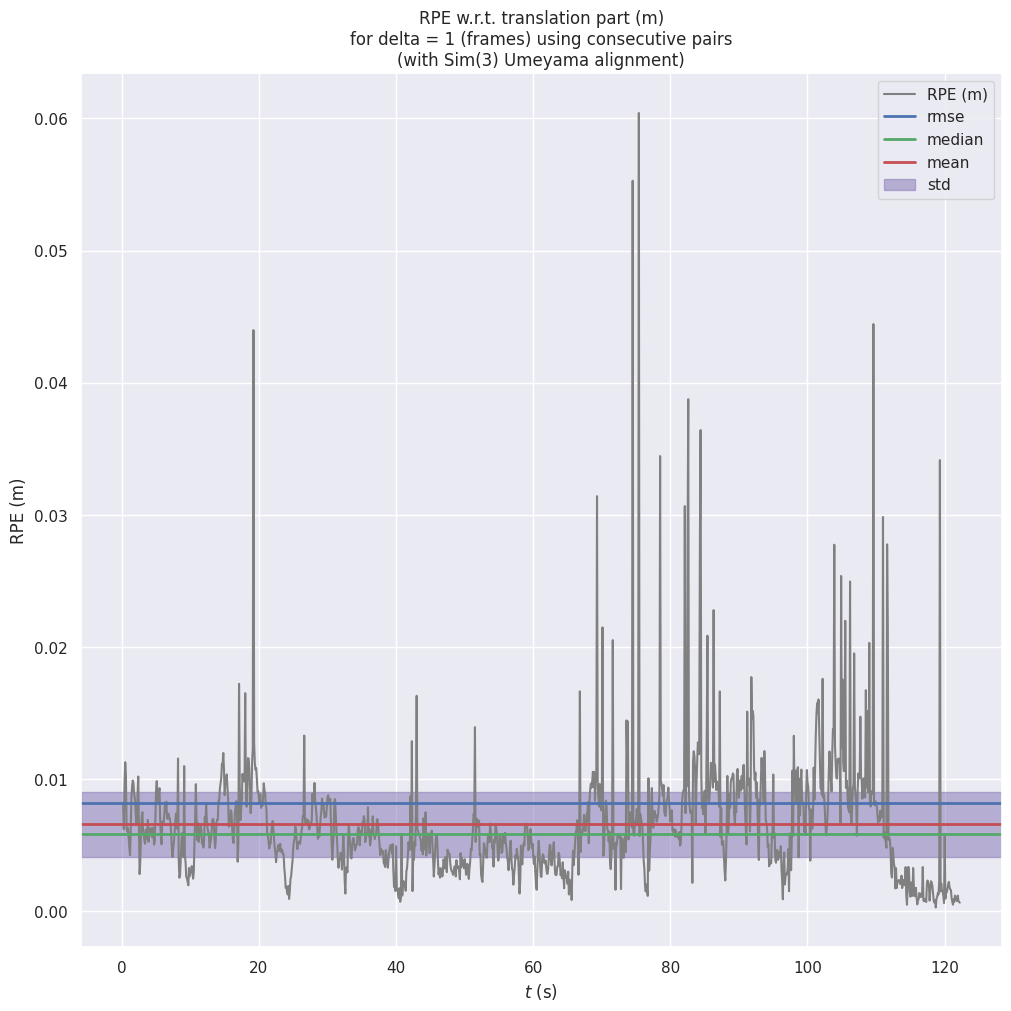 RPE w.r.t. translation part (m)
for delta = 1 (frames) using consecutive pairs
(with Sim(3) Umeyama alignment)
RPE (m)
rmse
median
mean
std
0.06
0.05
0.04
0.03
0.02
0.01
0.00
RPE (m)
0 20 40 60 80 100 120
t (s)